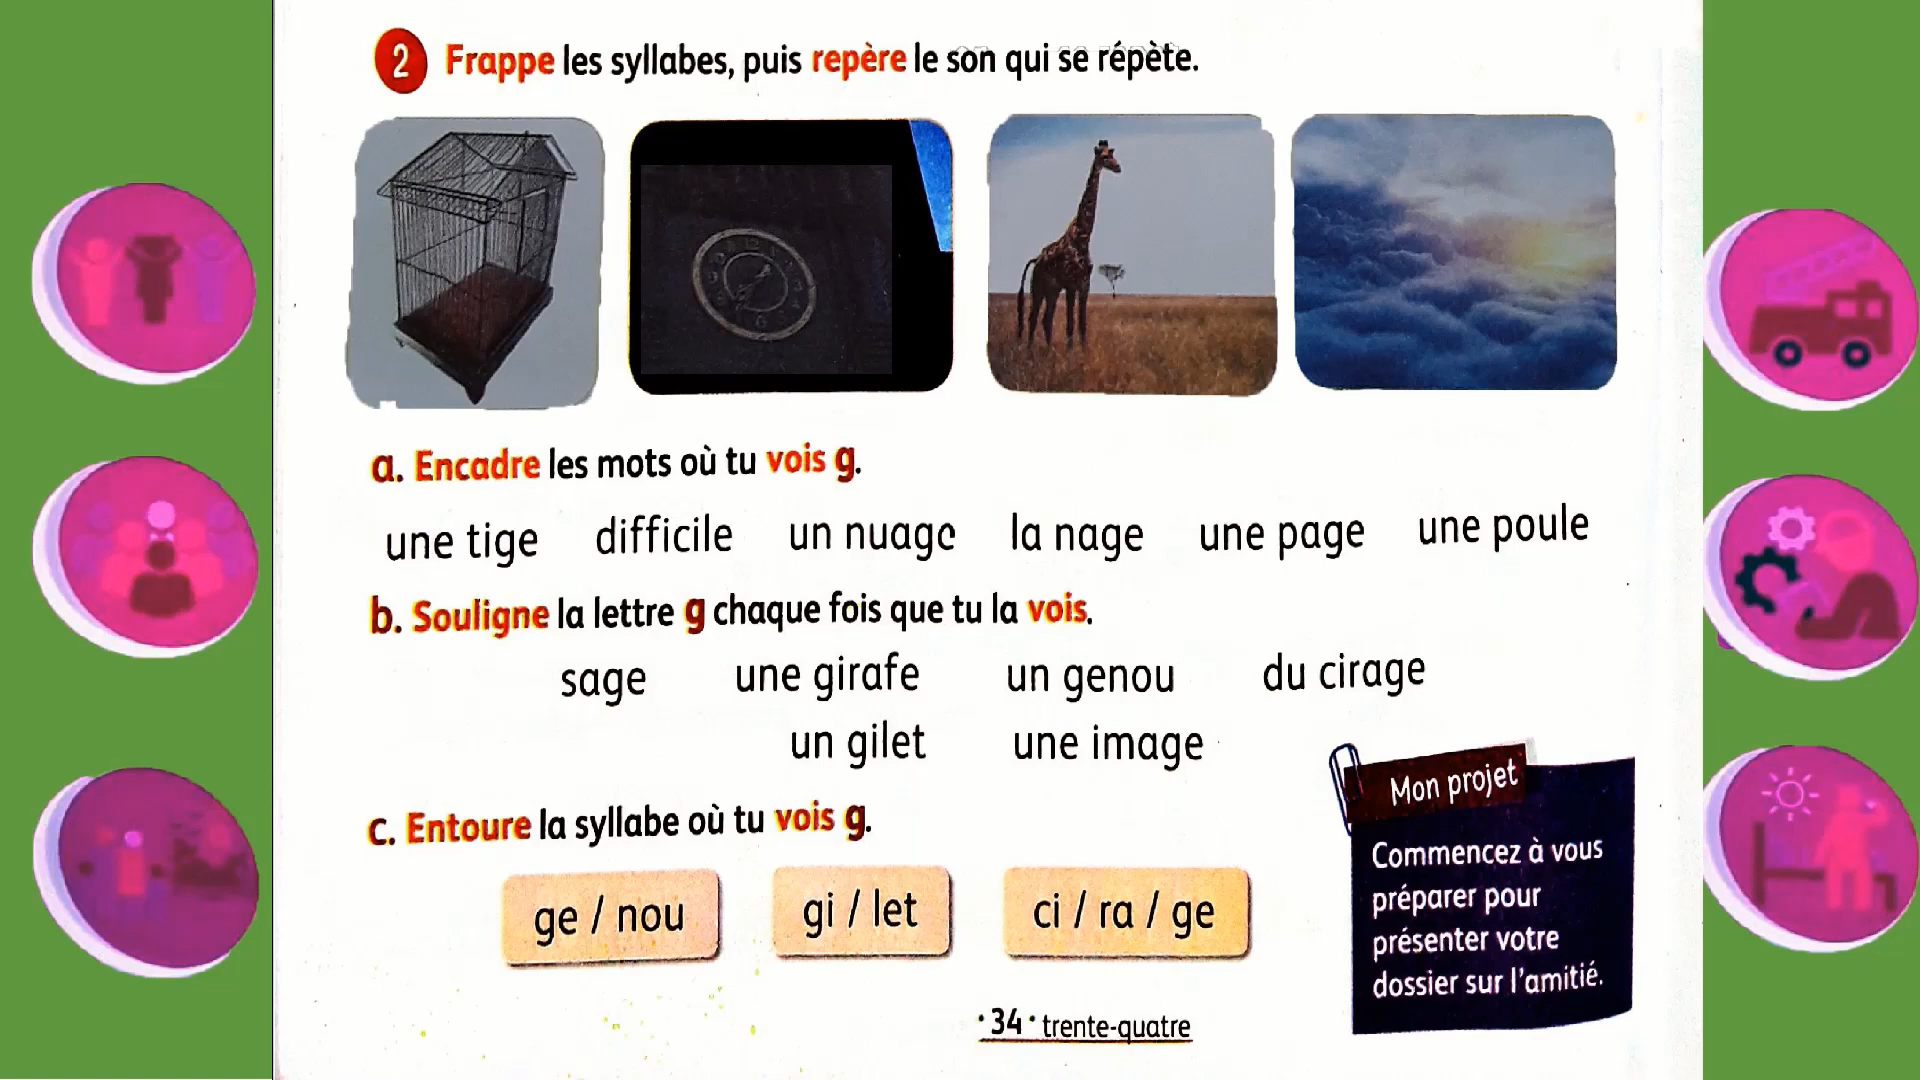 2 Frappe les syllabes, puis repère le son qui se répète.
a. Encadre les mots où tu vois g.
une tige difficile un nuage la nage une page une poule
b. Souligne la lettre g chaque fois que tu la vois.
sage une girafe un genou du cirage
un gilet une image
c. Entoure la syllabe où tu vois g.
ge / nou gi / let ci / ra / ge
Mon projet
Commencez à vous
préparer pour
présenter votre
dossier sur l'amitié.
• 34 • trente-quatre